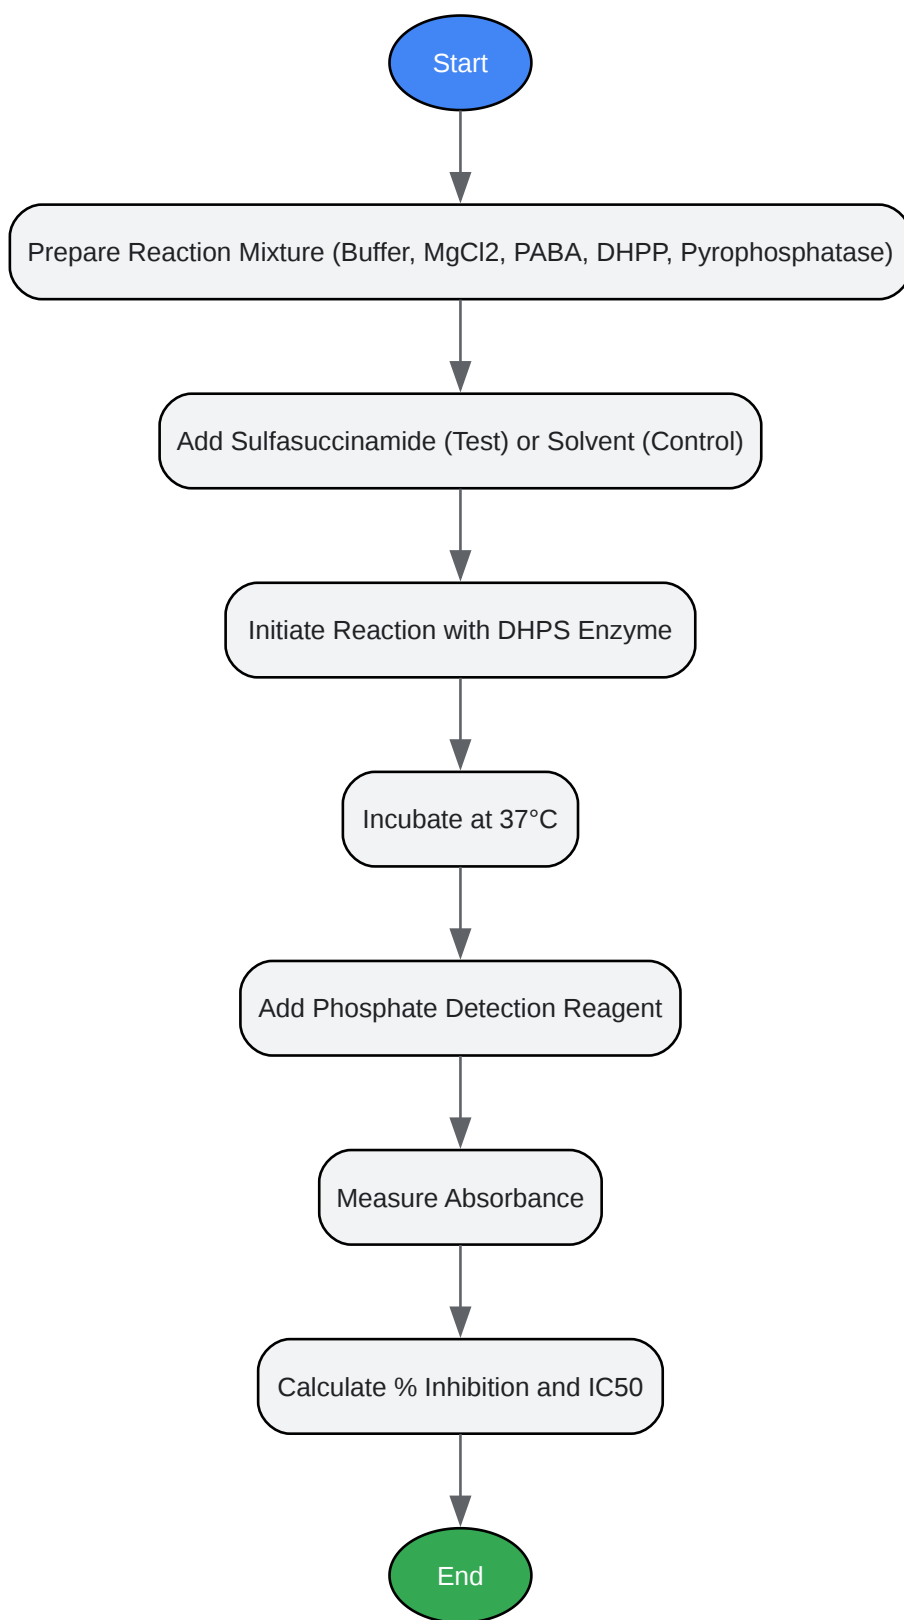 Start
Prepare Reaction Mixture (Buffer, MgCl2, PABA, DHPP, Pyrophosphatase)
Add Sulfasuccinamide (Test) or Solvent (Control)
Initiate Reaction with DHPS Enzyme
Incubate at 37°C
Add Phosphate Detection Reagent
Measure Absorbance
Calculate % Inhibition and IC50
End